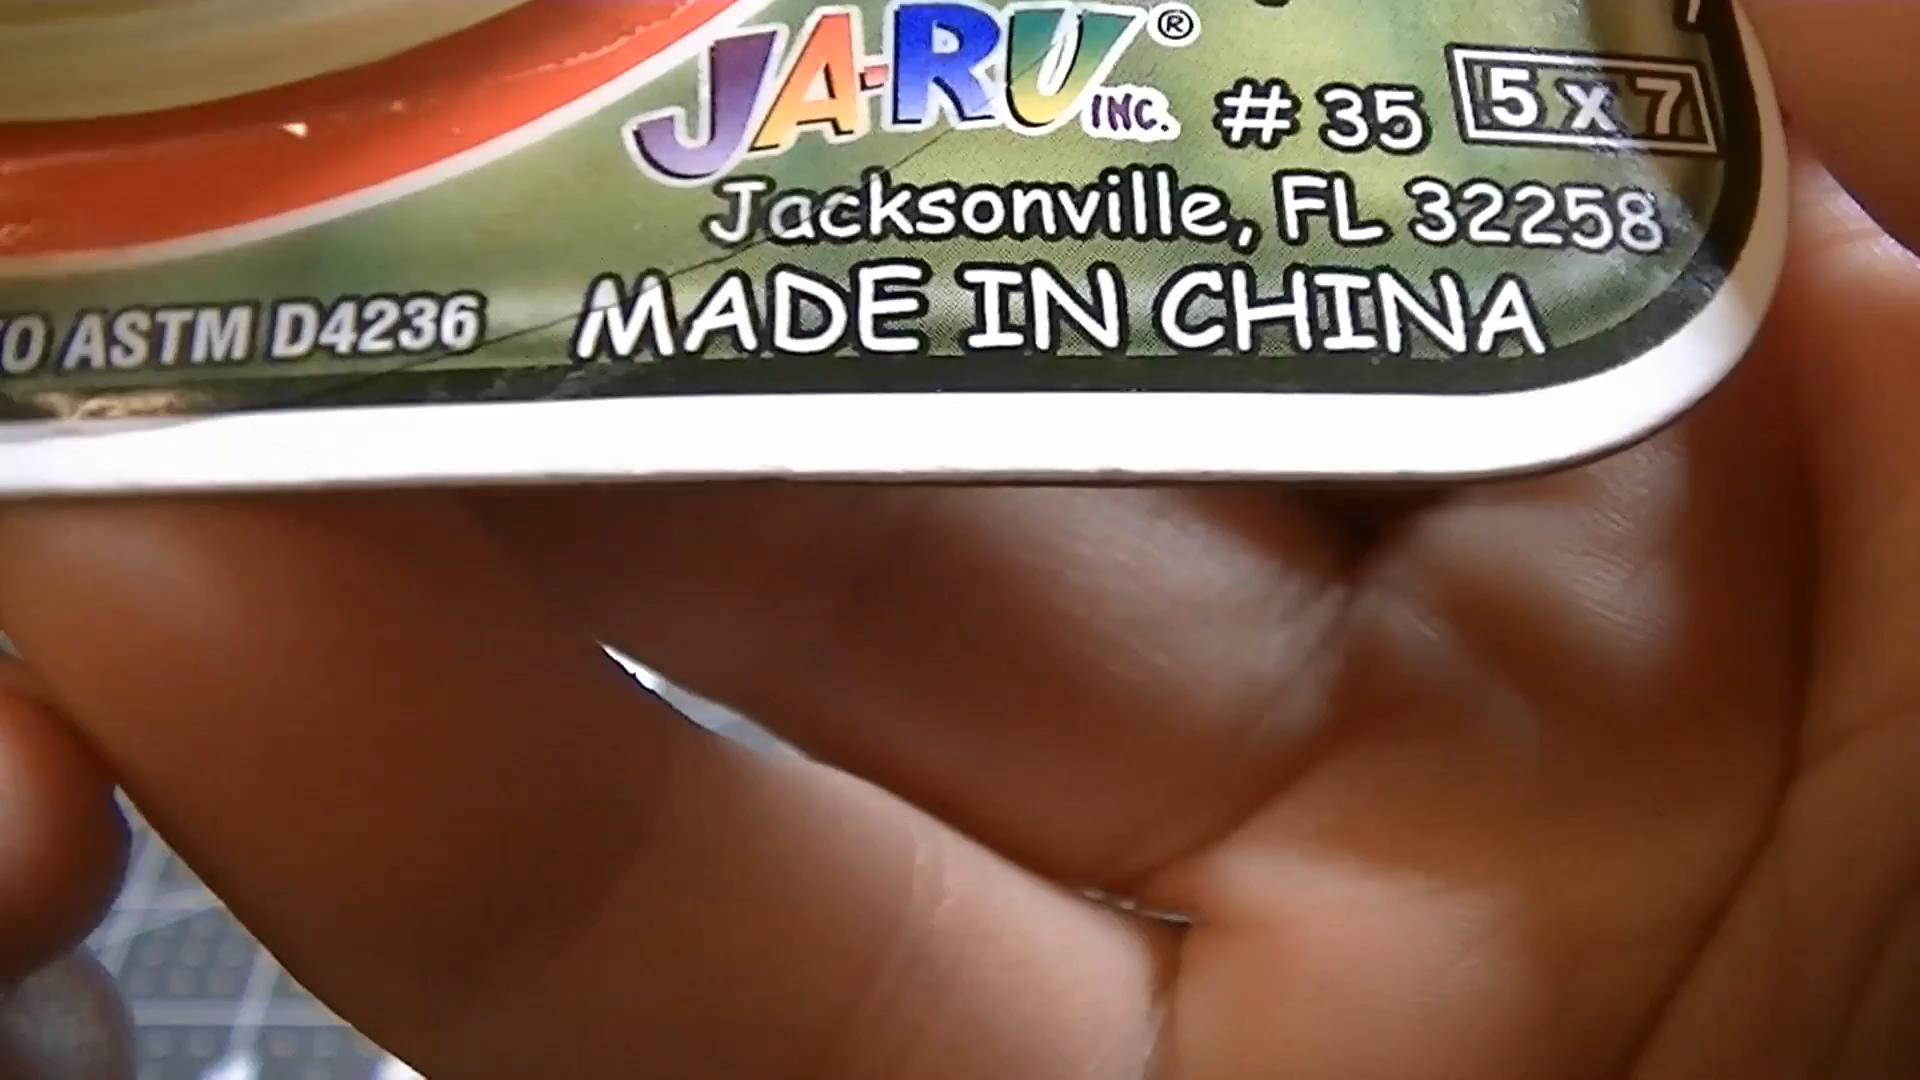 JA-RU INC.® # 35 5 x 7
Jacksonville, FL 32258
ASTM D4236 MADE IN CHINA